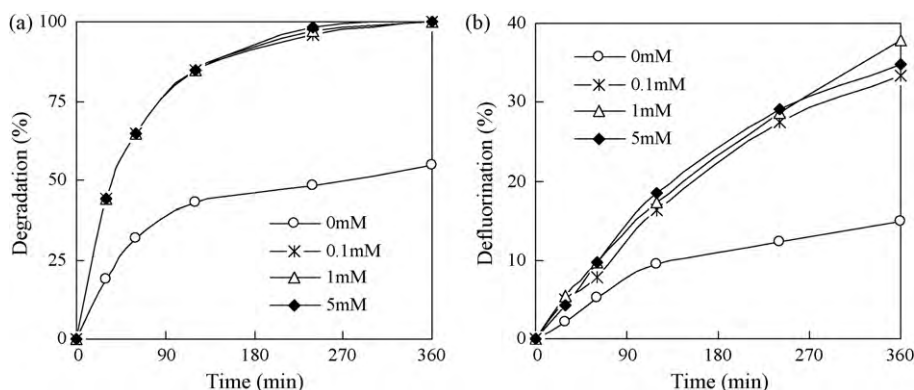 (a)
100
75
50
25
0
Degradation (%)
0mM
0.1mM
1mM
5mM
0 90 180 270 360
Time (min)
(b)
40
30
20
10
0
Defluorination (%)
0mM
0.1mM
1mM
5mM
0 90 180 270 360
Time (min)